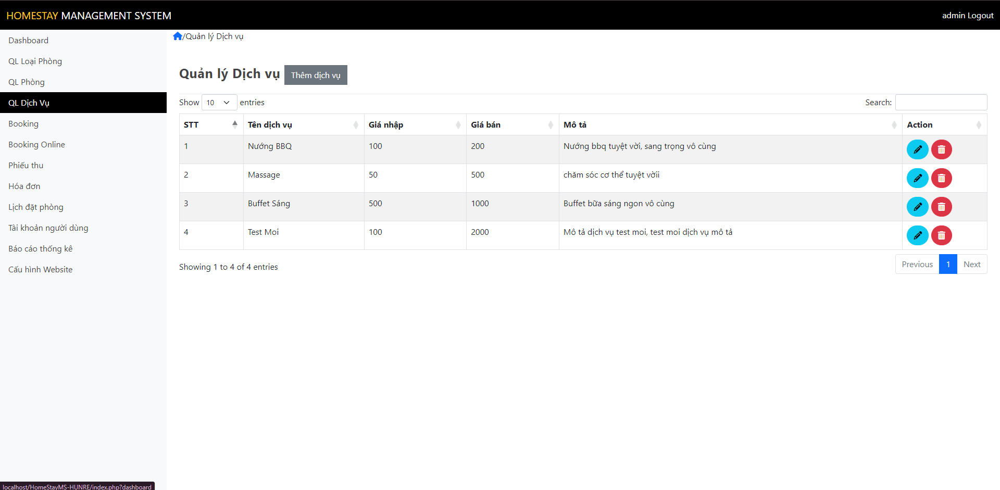 HOMESTAY MANAGEMENT SYSTEM
admin Logout
Dashboard
QL Loại Phòng
QL Phòng
QL Dịch Vụ
Booking
Booking Online
Phiếu thu
Hóa đơn
Lịch đặt phòng
Tài khoản người dùng
Báo cáo thống kê
Cấu hình Website
/Quản lý Dịch vụ
Quản lý Dịch vụ Thêm dịch vụ
Show 10 entries
Search:
STT Tên dịch vụ Giá nhập Giá bán Mô tả Action
1 Nướng BBQ 100 200 Nướng bbq tuyệt vời, sang trọng vô cùng
2 Massage 50 500 chăm sóc cơ thể tuyệt vờii
3 Buffet Sáng 500 1000 Buffet bữa sáng ngon vô cùng
4 Test Moi 100 2000 Mô tả dịch vụ test moi, test moi dịch vụ mô tả
Showing 1 to 4 of 4 entries
Previous 1 Next
localhost/HomeStayMS-HUNRE/index.php?dashboard